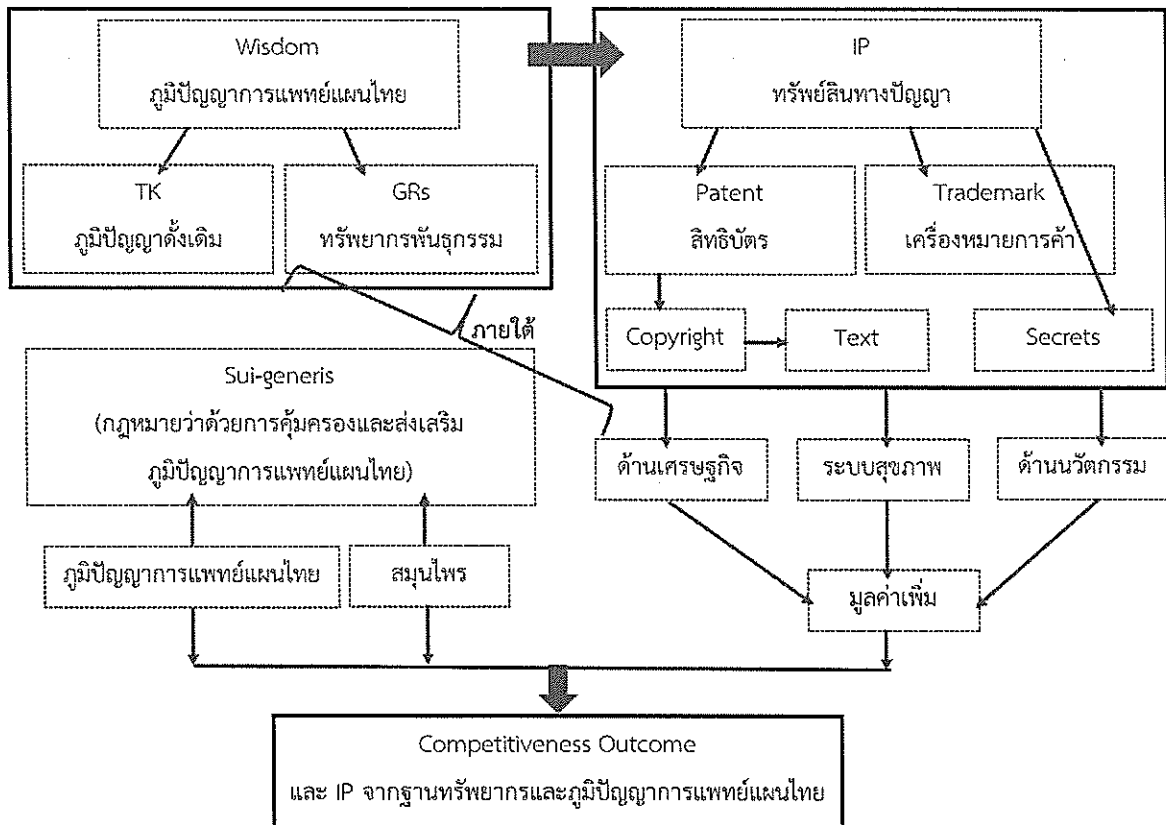 Wisdom
ภูมิปัญญาการแพทย์แผนไทย
TK
ภูมิปัญญาดั้งเดิม
GRs
ทรัพยากรพันธุกรรม
IP
ทรัพย์สินทางปัญญา
Patent
สิทธิบัตร
Trademark
เครื่องหมายการค้า
Copyright
Text
Secrets
ภายใต้
Sui-generis
(กฎหมายว่าด้วยการคุ้มครองและส่งเสริม
ภูมิปัญญาการแพทย์แผนไทย)
ด้านเศรษฐกิจ
ระบบสุขภาพ
ด้านนวัตกรรม
ภูมิปัญญาการแพทย์แผนไทย
สมุนไพร
มูลค่าเพิ่ม
Competitiveness Outcome
และ IP จากฐานทรัพยากรและภูมิปัญญาการแพทย์แผนไทย